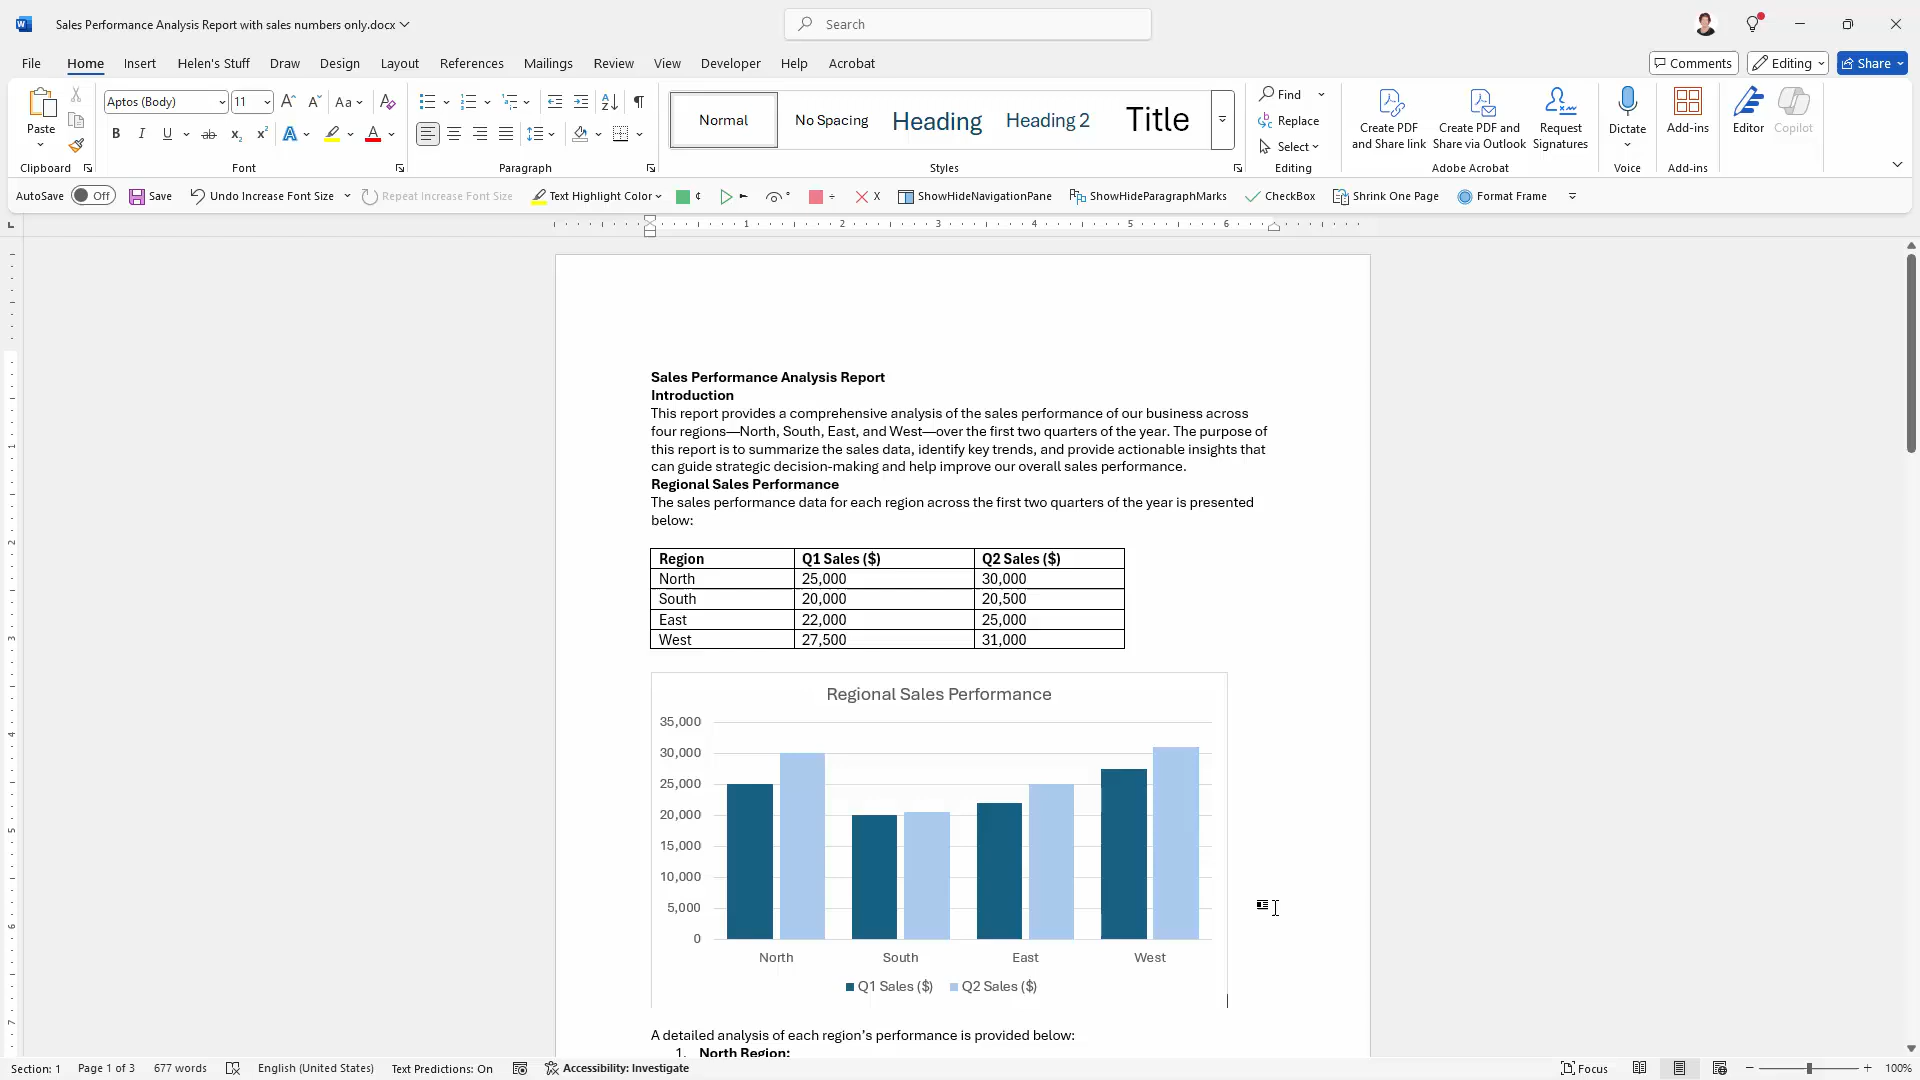 Sales Performance Analysis Report with sales numbers only.docx
Search
File Home Insert Helen's Stuff Draw Design Layout References Mailings Review View Developer Help Acrobat
Comments Editing Share
Paste
Aptos (Body) 11 Aa
Normal No Spacing Heading Heading 2 Title
Find
Replace
Select
Create PDF and Share link
Create PDF and Share via Outlook
Request Signatures
Dictate
Add-ins
Editor
Copilot
Clipboard Font Paragraph Styles Editing Adobe Acrobat Voice Add-ins
AutoSave Off Save Undo Increase Font Size Repeat Increase Font Size Text Highlight Color ¢ X ShowHideNavigationPane ShowHideParagraphMarks CheckBox Shrink One Page Format Frame
1 2 3 4 5 6
Sales Performance Analysis Report
Introduction
This report provides a comprehensive analysis of the sales performance of our business across
four regions—North, South, East, and West—over the first two quarters of the year. The purpose of
this report is to summarize the sales data, identify key trends, and provide actionable insights that
can guide strategic decision-making and help improve our overall sales performance.
Regional Sales Performance
The sales performance data for each region across the first two quarters of the year is presented
below:
Region Q1 Sales ($) Q2 Sales ($)
North 25,000 30,000
South 20,000 20,500
East 22,000 25,000
West 27,500 31,000
Regional Sales Performance
35,000
30,000
25,000
20,000
15,000
10,000
5,000
0
North South East West
Q1 Sales ($) Q2 Sales ($)
A detailed analysis of each region's performance is provided below:
1. North Region:
Section: 1 Page 1 of 3 677 words English (United States) Text Predictions: On Accessibility: Investigate Focus 100%